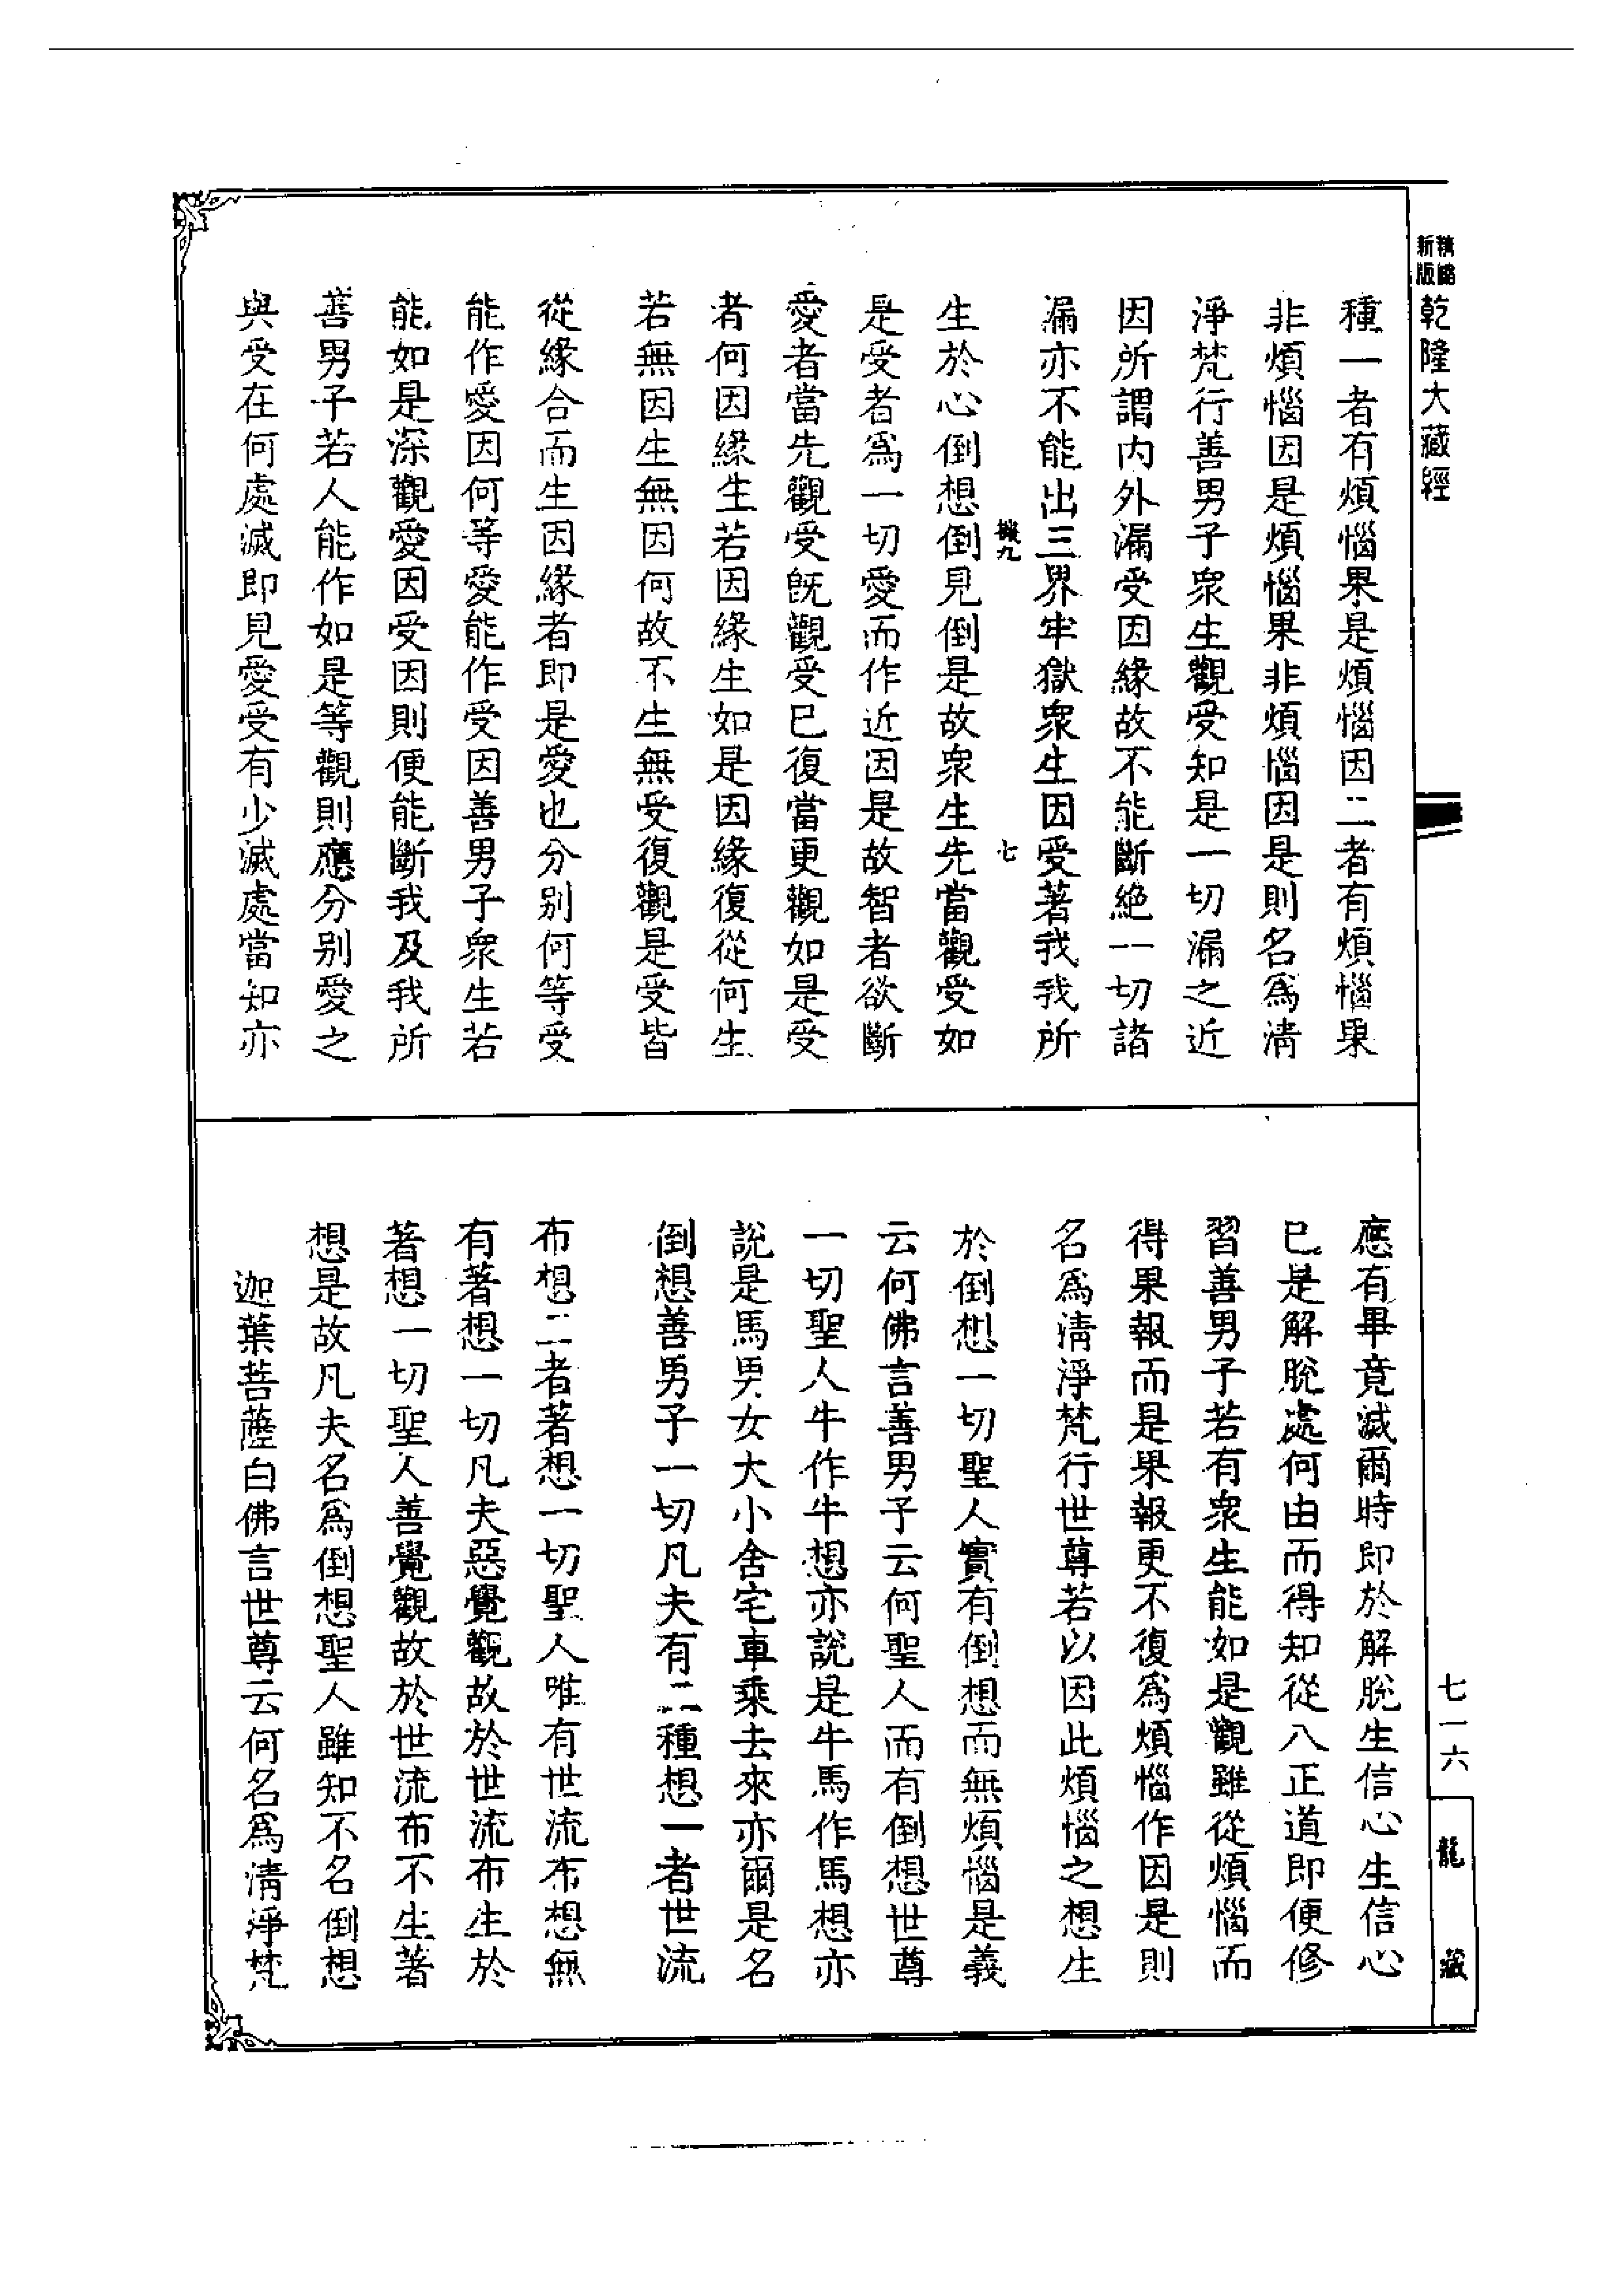 新版
精縮
乾隆大藏經
種一者有煩惱果是煩惱因二者有煩惱果
非煩惱因是煩惱果非煩惱因是則名爲清
淨梵行善男子衆生觀受知是一切漏之近
因所謂内外漏受因緣故不能斷絶一切諸
漏亦不能出三界牢獄衆生因受著我我所
七
生於心倒想倒見倒是故衆生先當觀受如
是受者爲一切愛而作近因是故智者欲斷
愛者當先觀受旣觀受已復當更觀如是受
者何因緣生若因緣生如是因緣復從何生
若無因生無因何故不生無受復觀是受皆
從緣合而生因緣者即是愛也分别何等受
能作愛因何等愛能作受因善男子衆生若
能如是深觀愛因受因則便能斷我及我所
善男子若人能作如是等觀則應分别愛之
與受在何處滅即見愛受有少滅處當知亦
應有畢竟滅爾時即於解脫生信心生信心
已是解脫處何由而得知從八正道即便修
習善男子若有衆生能如是觀雖從煩惱而
得果報而是果報更不復爲煩惱作因是則
名爲清淨梵行世尊若以因此煩惱之想生
於倒想一切聖人實有倒想而無煩惱是義
云何佛言善男子云何聖人而有倒想世尊
一切聖人牛作牛想亦說是牛馬作馬想亦
說是馬男女大小舍宅車乘去來亦爾是名
倒想善男子一切凡夫有二種想一者世流
布想二者著想一切聖人唯有世流布想無
有著想一切凡夫惡覺觀故於世流布生於
著想一切聖人善覺觀故於世流布不生著
想是故凡夫名爲倒想聖人雖知不名倒想
迦葉菩薩白佛言世尊云何名爲清淨梵
七一六
龍藏